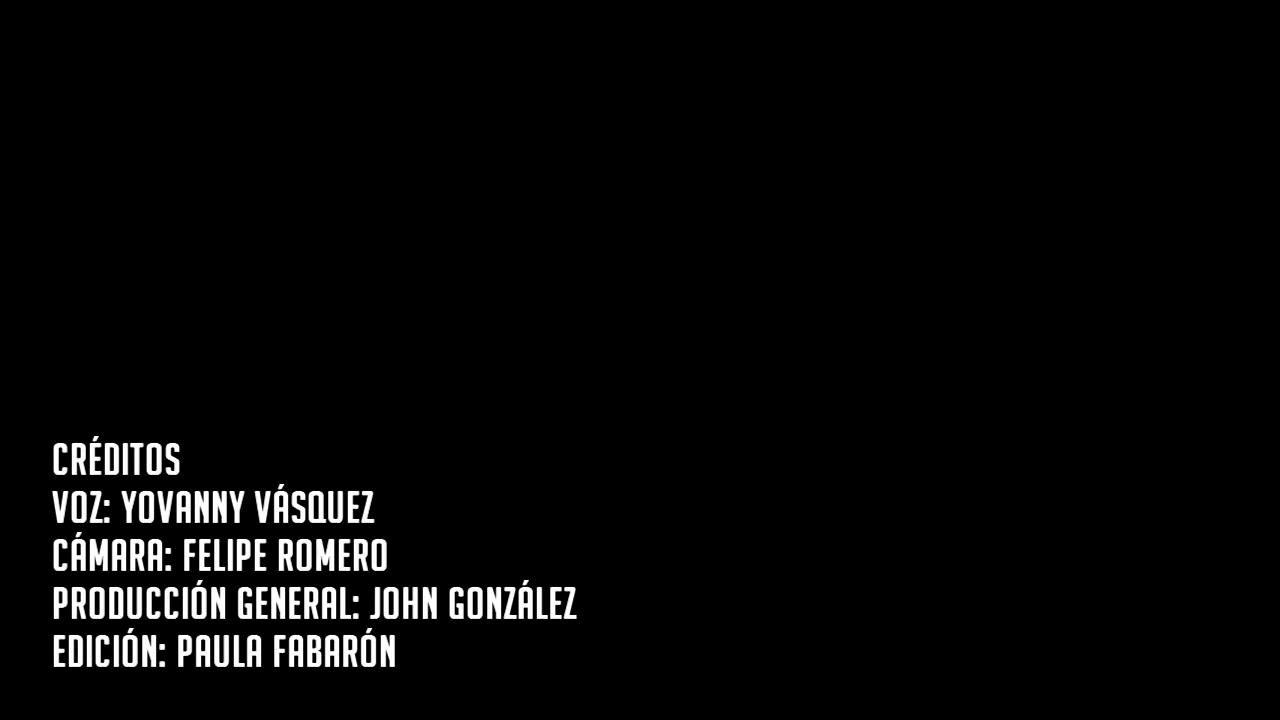 CRÉDITOS
VOZ: YOVANNY VÁSQUEZ
CÁMARA: FELIPE ROMERO
PRODUCCIÓN GENERAL: JOHN GONZÁLEZ
EDICIÓN: PAULA FABARÓN